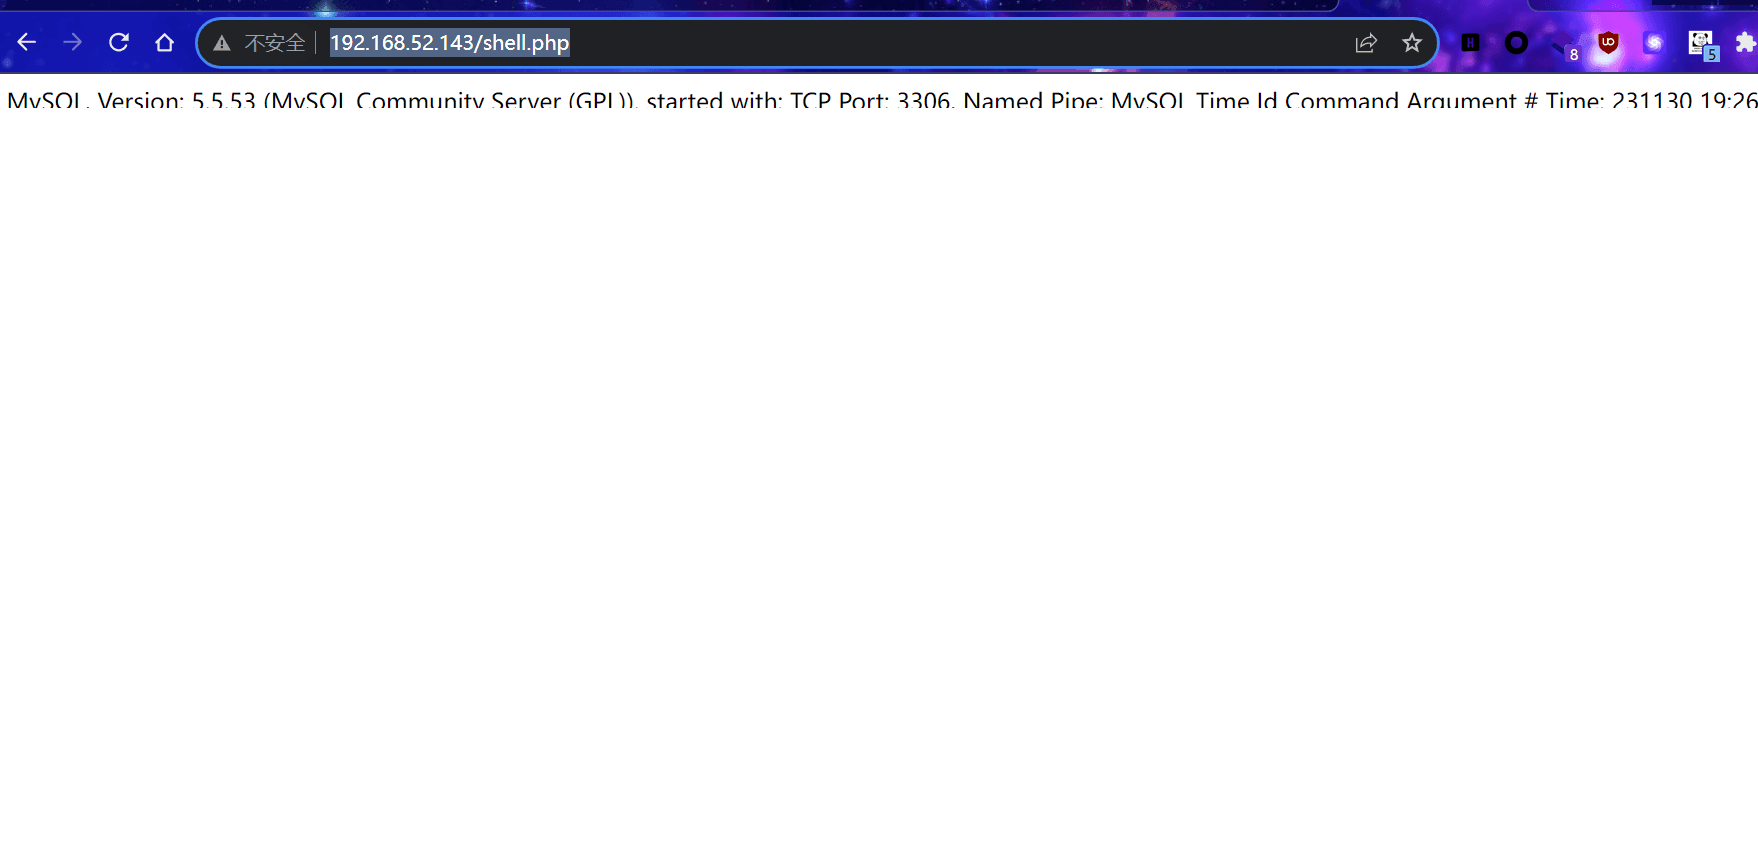 不安全 192.168.52.143/shell.php
8
5
MySQL, Version: 5.5.53 (MySQL Community Server (GPL)). started with: TCP Port: 3306, Named Pipe: MySQL Time Id Command Argument # Time: 231130 19:26